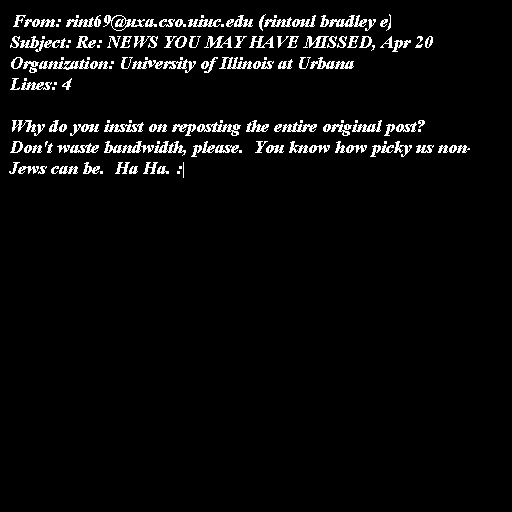 From: rint69@uxa.cso.uiuc.edu (rintoul bradley e)
Subject: Re: NEWS YOU MAY HAVE MISSED, Apr 20
Organization: University of Illinois at Urbana
Lines: 4

Why do you insist on reposting the entire original post?
Don't waste bandwidth, please.  You know how picky us non-
Jews can be.  Ha Ha. :|